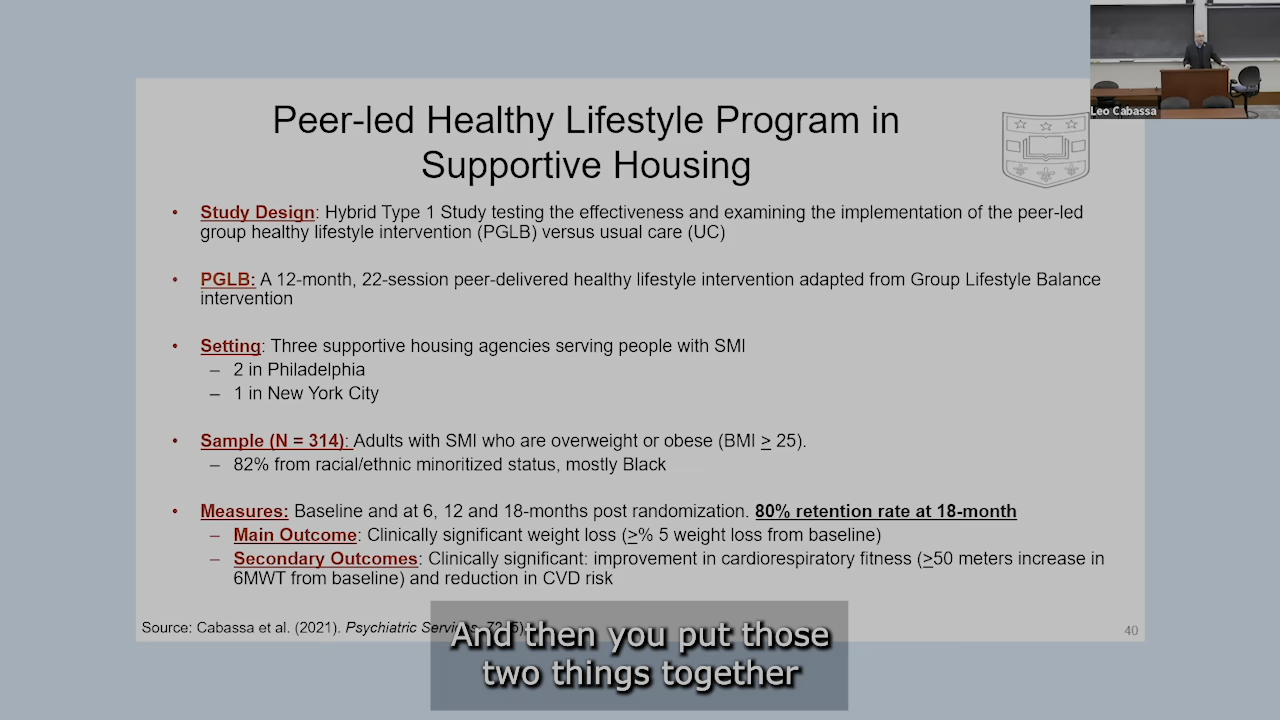 Leo Cabassa
Peer-led Healthy Lifestyle Program in
Supportive Housing
• Study Design: Hybrid Type 1 Study testing the effectiveness and examining the implementation of the peer-led
group healthy lifestyle intervention (PGLB) versus usual care (UC)
• PGLB: A 12-month, 22-session peer-delivered healthy lifestyle intervention adapted from Group Lifestyle Balance
intervention
• Setting: Three supportive housing agencies serving people with SMI
– 2 in Philadelphia
– 1 in New York City
• Sample (N = 314): Adults with SMI who are overweight or obese (BMI ≥ 25).
– 82% from racial/ethnic minoritized status, mostly Black
• Measures: Baseline and at 6, 12 and 18-months post randomization. 80% retention rate at 18-month
– Main Outcome: Clinically significant weight loss (≥% 5 weight loss from baseline)
– Secondary Outcomes: Clinically significant: improvement in cardiorespiratory fitness (≥50 meters increase in
6MWT from baseline) and reduction in CVD risk
Source: Cabassa et al. (2021). Psychiatric
40
And then you put those
two things together